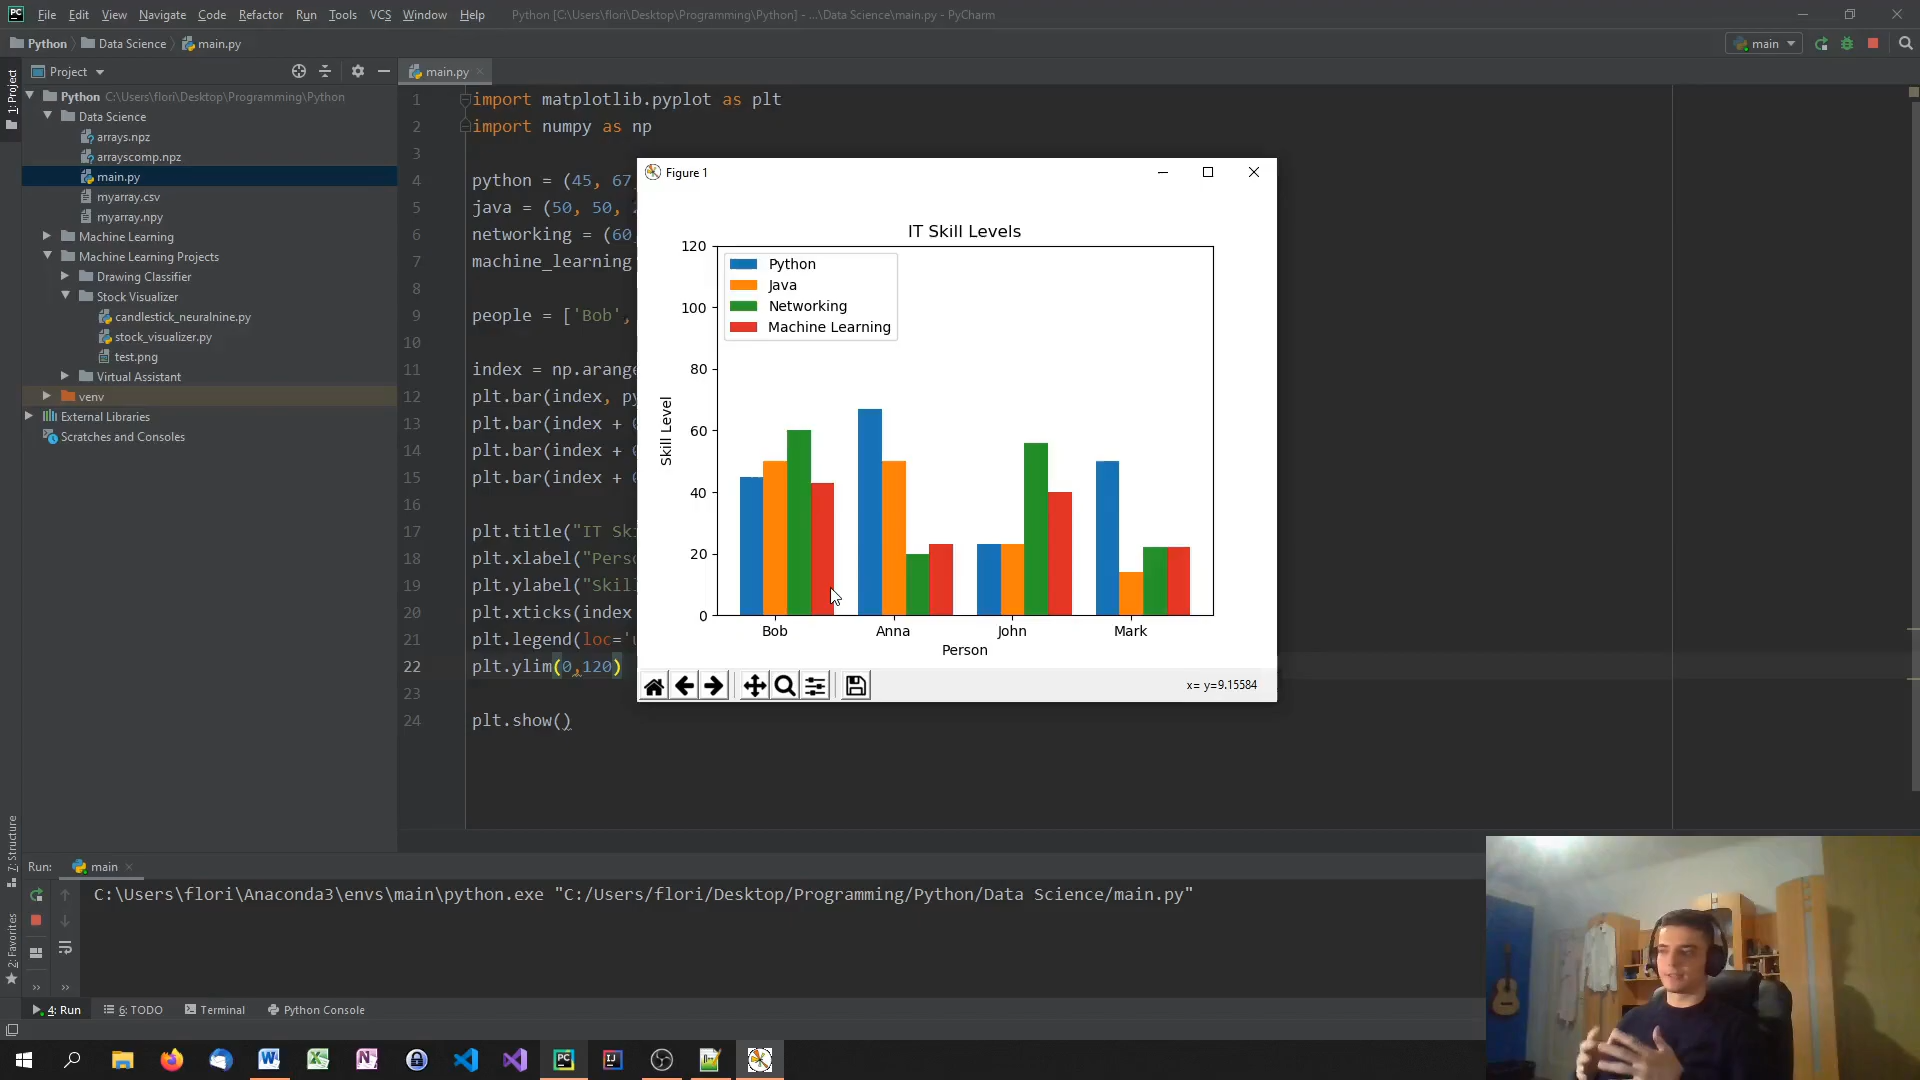 File Edit View Navigate Code Refactor Run Tools VCS Window Help Python [C:\Users\flori\Desktop\Programming\Python] - ...\Data Science\main.py - PyCharm
Python Data Science main.py main
Project main.py
1: Project
Python C:\Users\flori\Desktop\Programming\Python
Data Science
arrays.npz
arrayscomp.npz
main.py
myarray.csv
myarray.npy
Machine Learning
Machine Learning Projects
Drawing Classifier
Stock Visualizer
candlestick_neuralnine.py
stock_visualizer.py
test.png
Virtual Assistant
venv
External Libraries
Scratches and Consoles
7: Structure
2: Favorites
1 import matplotlib.pyplot as plt
2 import numpy as np
3
4 python = (45, 67
5 java = (50, 50,
6 networking = (60
7 machine_learning
8
9 people = ['Bob',
10
11 index = np.arange
12 plt.bar(index, py
13 plt.bar(index +
14 plt.bar(index +
15 plt.bar(index +
16
17 plt.title("IT Ski
18 plt.xlabel("Perso
19 plt.ylabel("Skill
20 plt.xticks(index
21 plt.legend(loc='u
22 plt.ylim(0,120)
23
24 plt.show()
Figure 1
IT Skill Levels
120
100
80
60
40
20
0
Skill Level
Python
Java
Networking
Machine Learning
Bob Anna John Mark
Person
x= y=9.15584
Run: main
C:\Users\flori\Anaconda3\envs\main\python.exe "C:/Users/flori/Desktop/Programming/Python/Data Science/main.py"
4: Run 6: TODO Terminal Python Console